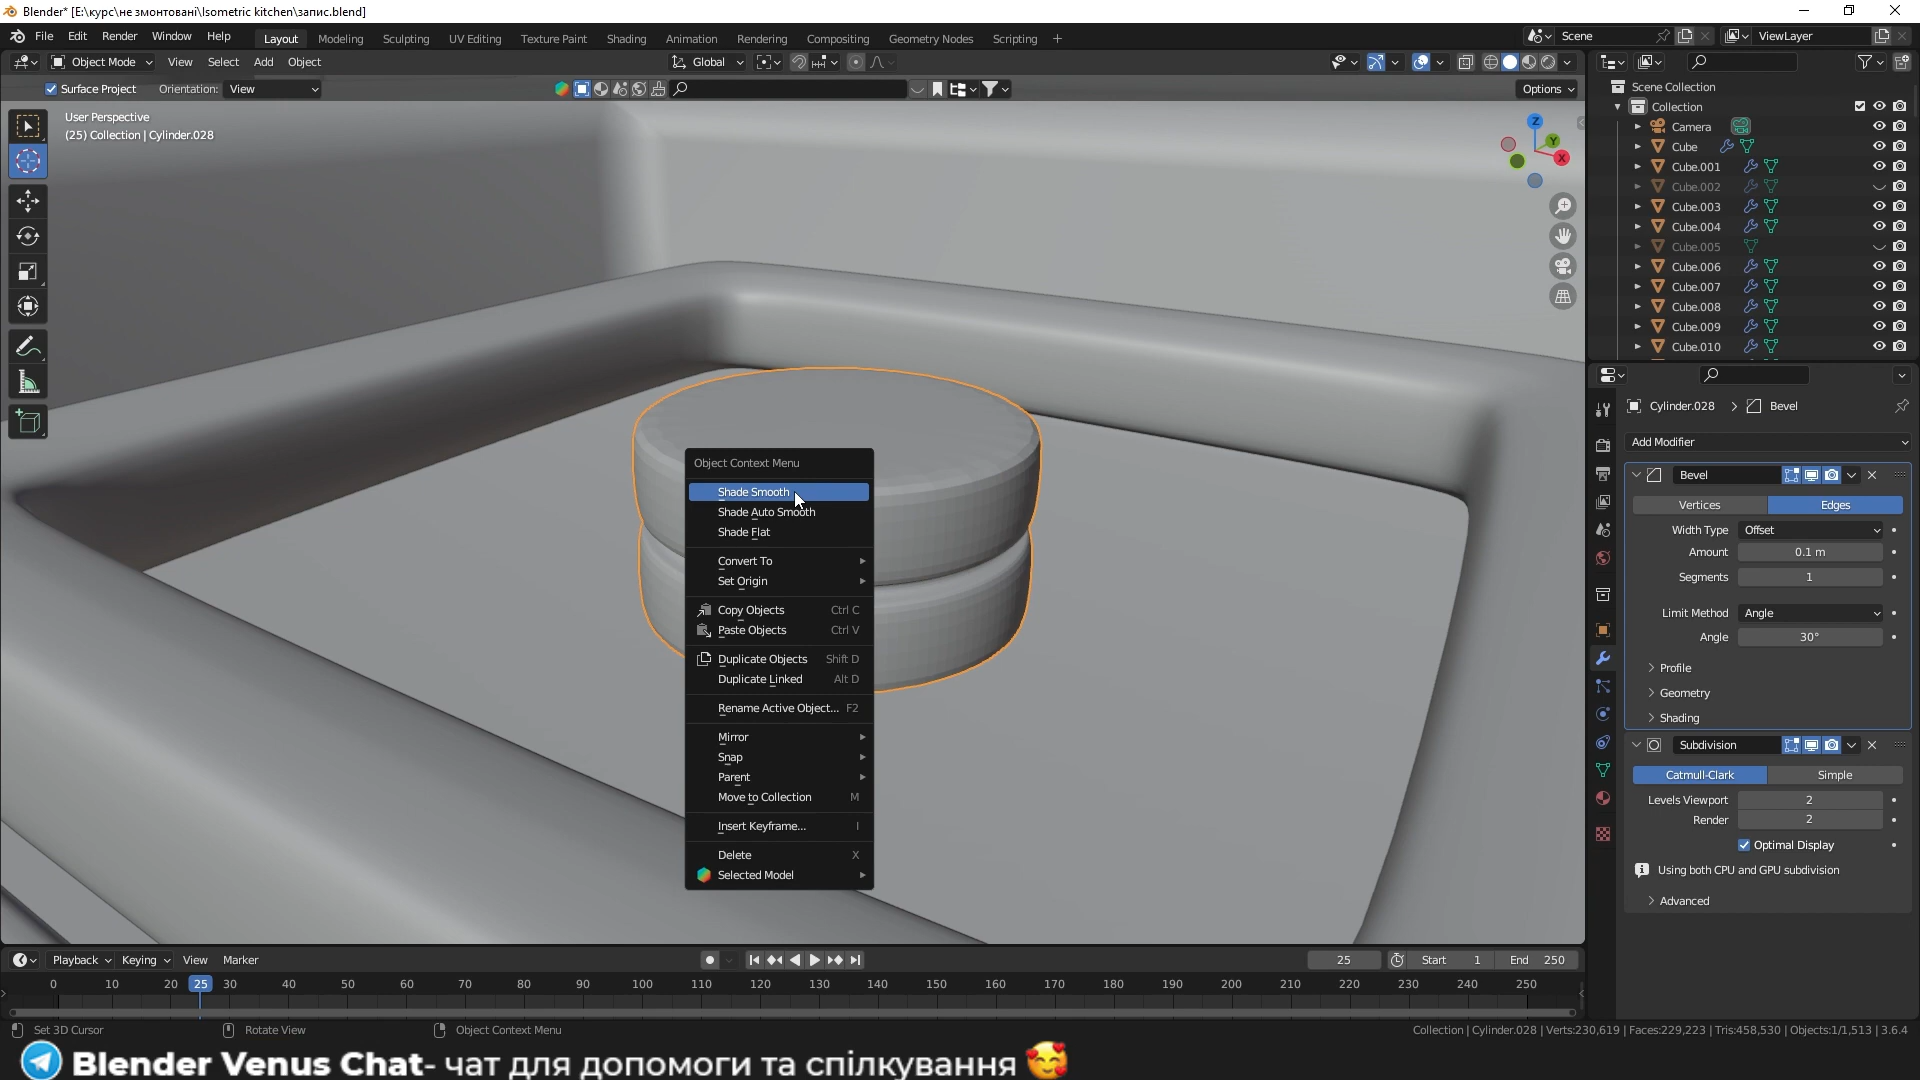 Blender* [E:\курс\не змонтовані\Isometric kitchen\запис.blend]
File Edit Render Window Help Layout Modeling Sculpting UV Editing Texture Paint Shading Animation Rendering Compositing Geometry Nodes Scripting + Scene ViewLayer
Object Mode View Select Add Object Global
Surface Project Orientation: View Options
User Perspective
(25) Collection | Cylinder.028
Z
Y
X
Object Context Menu
Shade Smooth
Shade Auto Smooth
Shade Flat
Convert To
Set Origin
Copy Objects Ctrl C
Paste Objects Ctrl V
Duplicate Objects Shift D
Duplicate Linked Alt D
Rename Active Object... F2
Mirror
Snap
Parent
Move to Collection M
Insert Keyframe... I
Delete X
Selected Model
Scene Collection
Collection
Camera
Cube
Cube.001
Cube.002
Cube.003
Cube.004
Cube.005
Cube.006
Cube.007
Cube.008
Cube.009
Cube.010
Cylinder.028 Bevel
Add Modifier
Bevel
Vertices Edges
Width Type Offset
Amount 0.1 m
Segments 1
Limit Method Angle
Angle 30°
Profile
Geometry
Shading
Subdivision
Catmull-Clark Simple
Levels Viewport 2
Render 2
Optimal Display
Using both CPU and GPU subdivision
Advanced
Playback Keying View Marker 25 Start 1 End 250
0 10 20 25 30 40 50 60 70 80 90 100 110 120 130 140 150 160 170 180 190 200 210 220 230 240 250
Set 3D Cursor Rotate View Object Context Menu Collection | Cylinder.028 | Verts:230,619 | Faces:229,223 | Tris:458,530 | Objects:1/1,513 | 3.6.4
Blender Venus Chat- чат для допомоги та спілкування 🥰